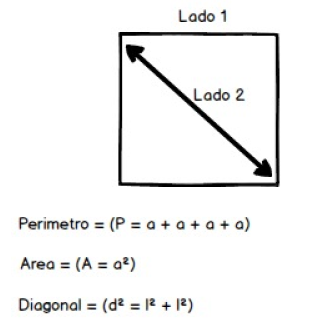 Lado 1
Lado 2
Perimetro = (P = a + a + a + a)
Area = (A = a²)
Diagonal = (d² = l² + l²)